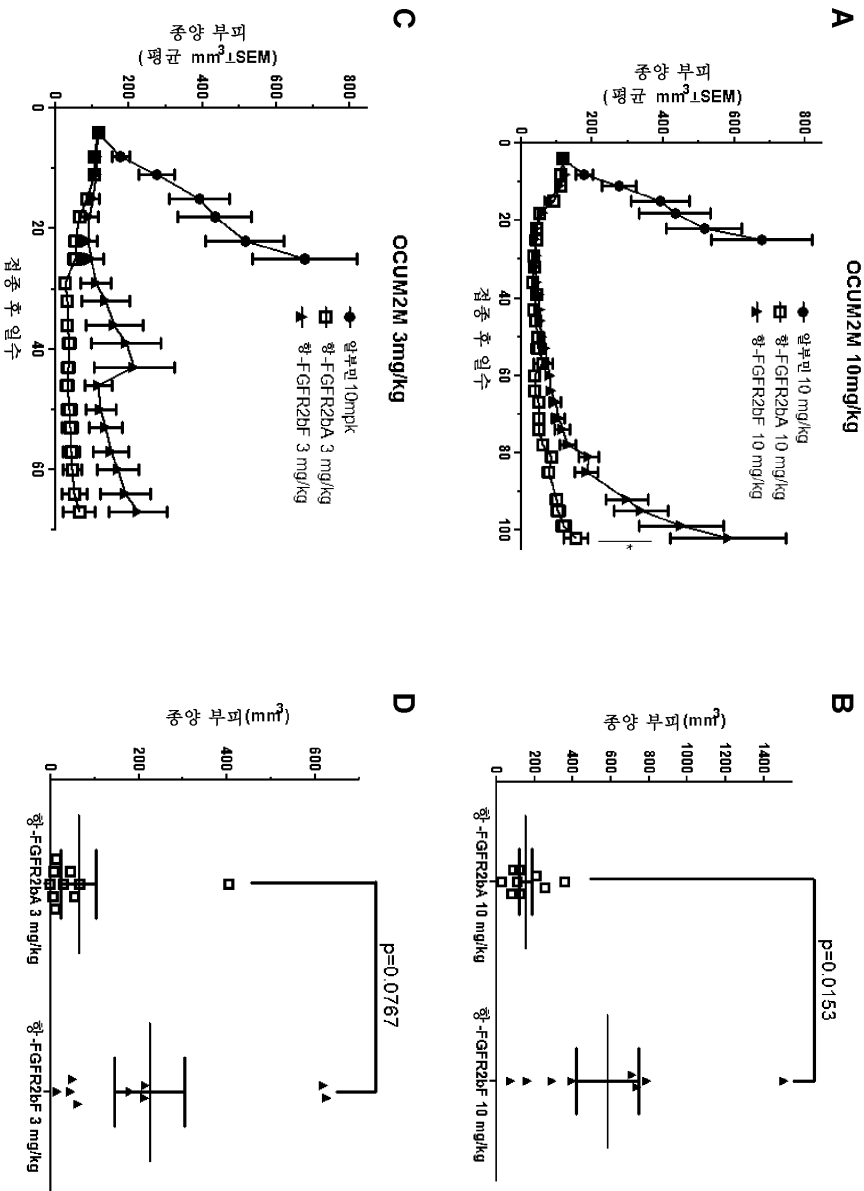 A
OCUM2M 10mg/kg
종양 부피
(평균 mm³⊥SEM)
800
600
400
200
0
알부민 10 mg/kg
항-FGFR2bA 10 mg/kg
항-FGFR2bF 10 mg/kg
*
0 20 40 60 80 100
접종 후 일수
B
종양 부피(mm³)
1400
1200
1000
800
600
400
200
0
p=0.0153
항-FGFR2bA 10 mg/kg
항-FGFR2bF 10 mg/kg
C
OCUM2M 3mg/kg
종양 부피
(평균 mm³⊥SEM)
800
600
400
200
0
알부민 10mpk
항-FGFR2bA 3 mg/kg
항-FGFR2bF 3 mg/kg
0 20 40 60
접종 후 일수
D
종양 부피(mm³)
600
400
200
0
p=0.0767
항-FGFR2bA 3 mg/kg
항-FGFR2bF 3 mg/kg